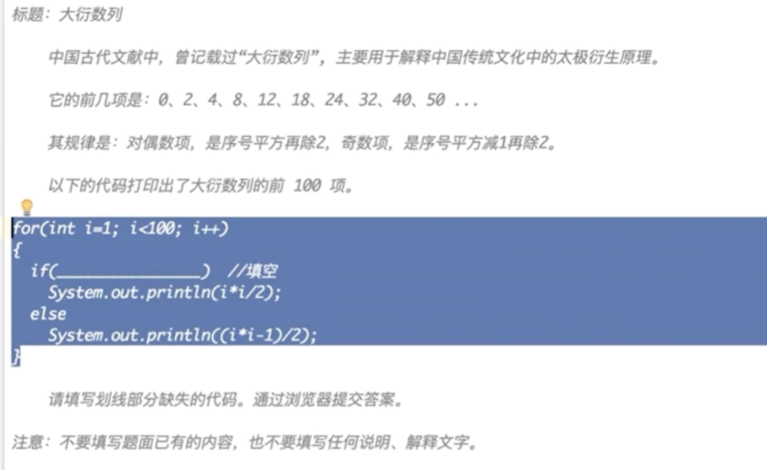 标题：大衍数列
中国古代文献中，曾记载过“大衍数列”，主要用于解释中国传统文化中的太极衍生原理。
它的前几项是：0、2、4、8、12、18、24、32、40、50 ...
其规律是：对偶数项，是序号平方再除2，奇数项，是序号平方减1再除2。
以下的代码打印出了大衍数列的前 100 项。
for(int i=1; i<100; i++)
{
if(________________) //填空
System.out.println(i*i/2);
else
System.out.println((i*i-1)/2);
}
请填写划线部分缺失的代码。通过浏览器提交答案。
注意：不要填写题面已有的内容，也不要填写任何说明、解释文字。